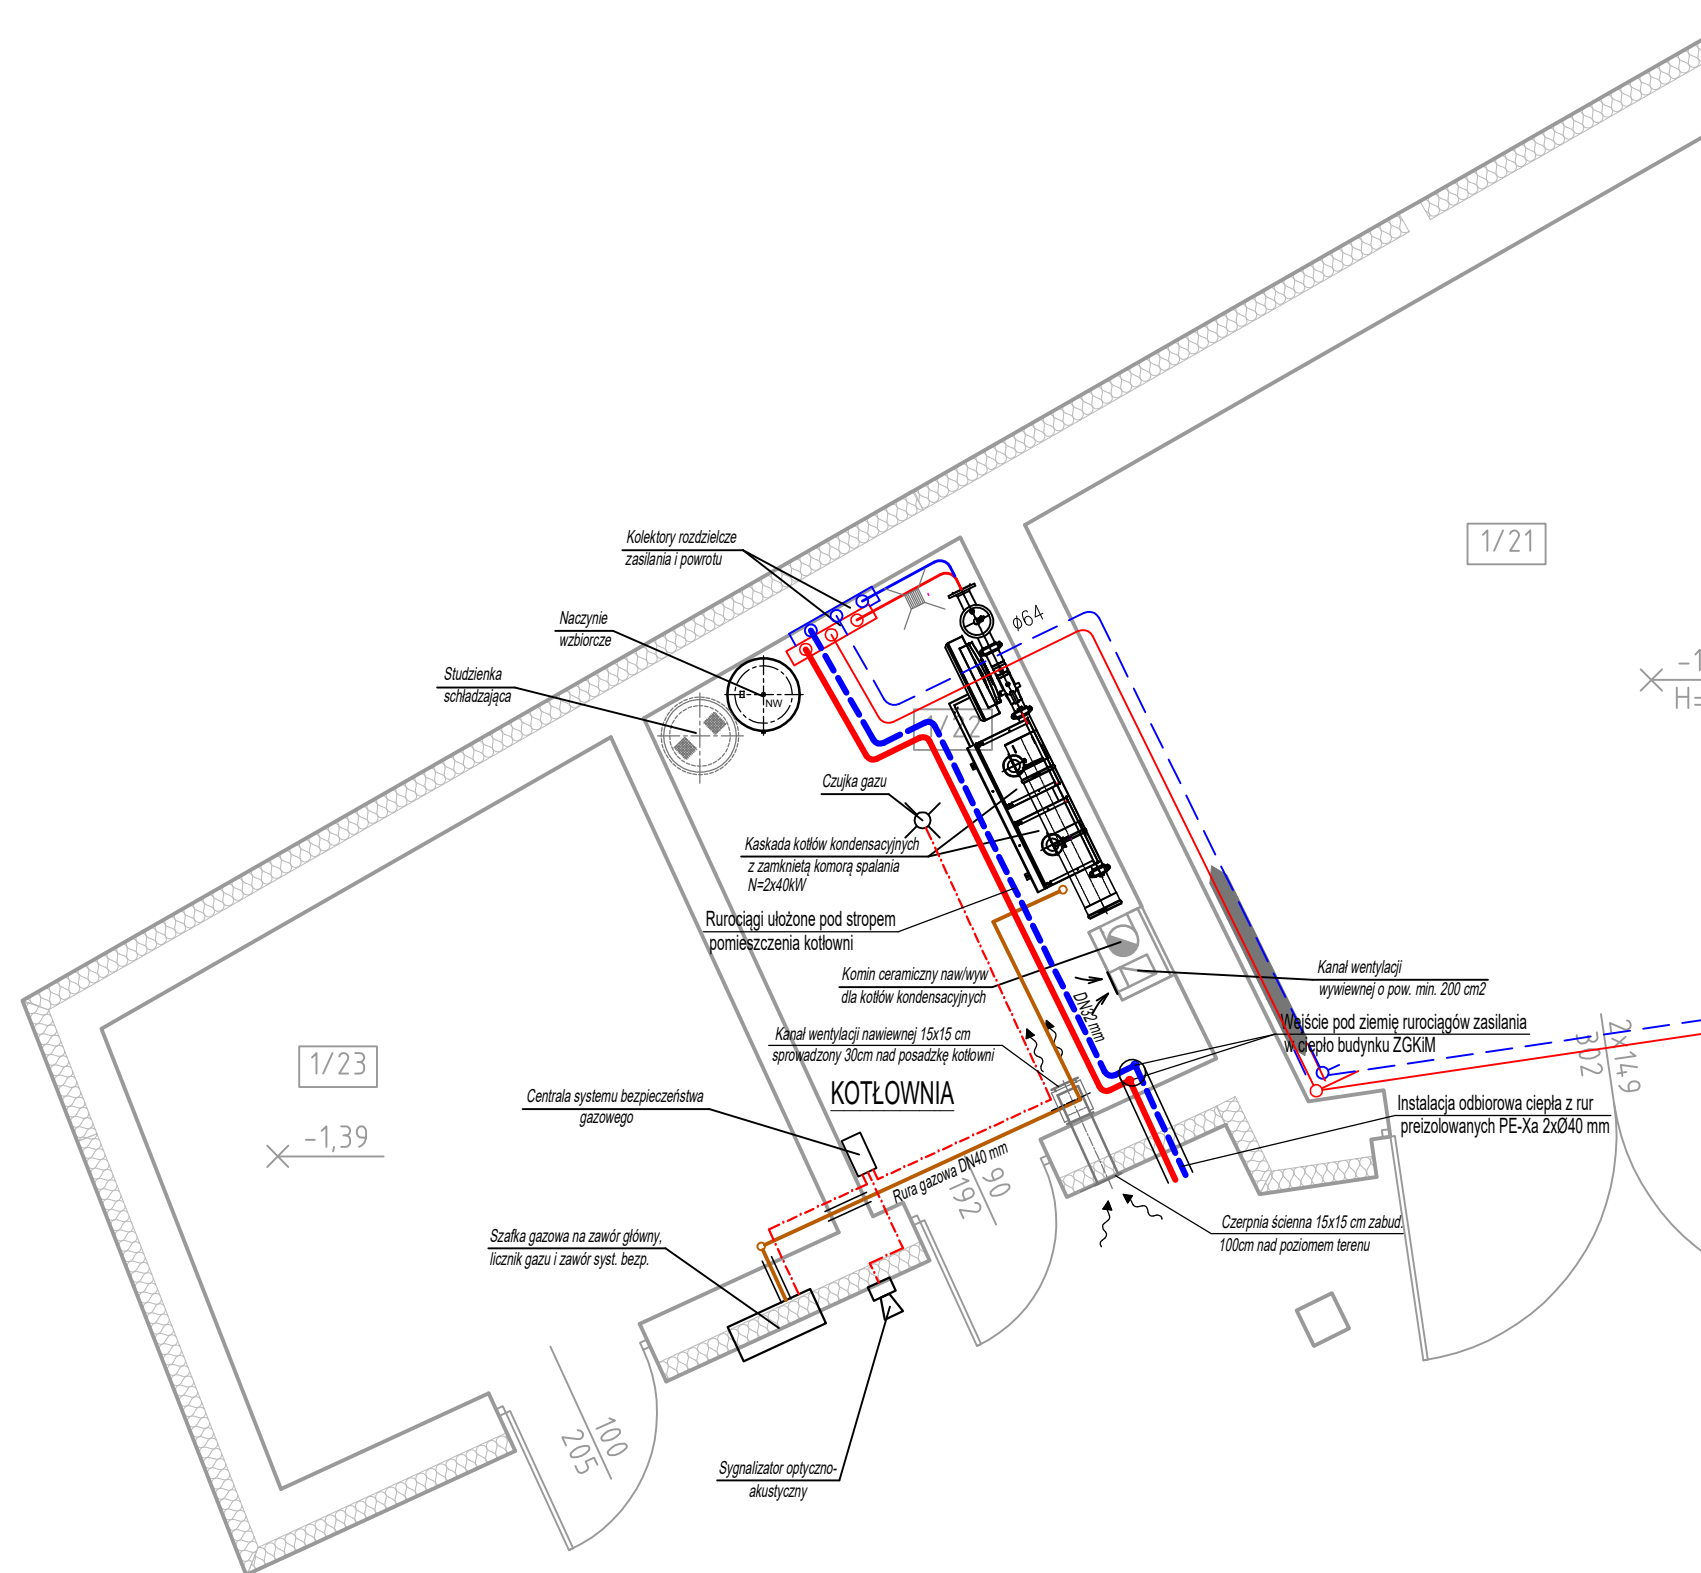 Kolektory rozdzielcze
zasilania i powrotu
1/21
Naczynie
wzbiorcze
ø64
Studzienka
schładzająca
NW
-1
H=
1/22
Czujka gazu
Kaskada kotłów kondensacyjnych
z zamkniętą komorą spalania
N=2x40kW
Rurociągi ułożone pod stropem
pomieszczenia kotłowni
Komin ceramiczny naw/wyw
dla kotłów kondensacyjnych
Kanał wentylacji
wywiewnej o pow. min. 200 cm2
DN32 mm
Kanał wentylacji nawiewnej 15x15 cm
sprowadzony 30cm nad posadzkę kotłowni
Wejście pod ziemię rurociągów zasilania
w ciepło budynku ZGKiM
2x149
302
1/23
KOTŁOWNIA
Centrala systemu bezpieczeństwa
gazowego
Instalacja odbiorowa ciepła z rur
preizolowanych PE-Xa 2xØ40 mm
-1,39
Rura gazowa DN40 mm
90
192
Szafka gazowa na zawór główny,
licznik gazu i zawór syst. bezp.
Czerpnia ścienna 15x15 cm zabud.
100cm nad poziomem terenu
100
205
Sygnalizator optyczno-
akustyczny